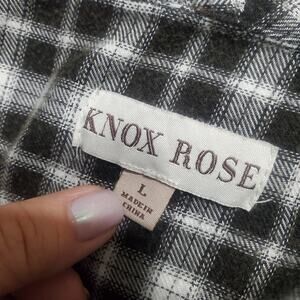 KNOX ROSE
L
MADE IN
CHINA